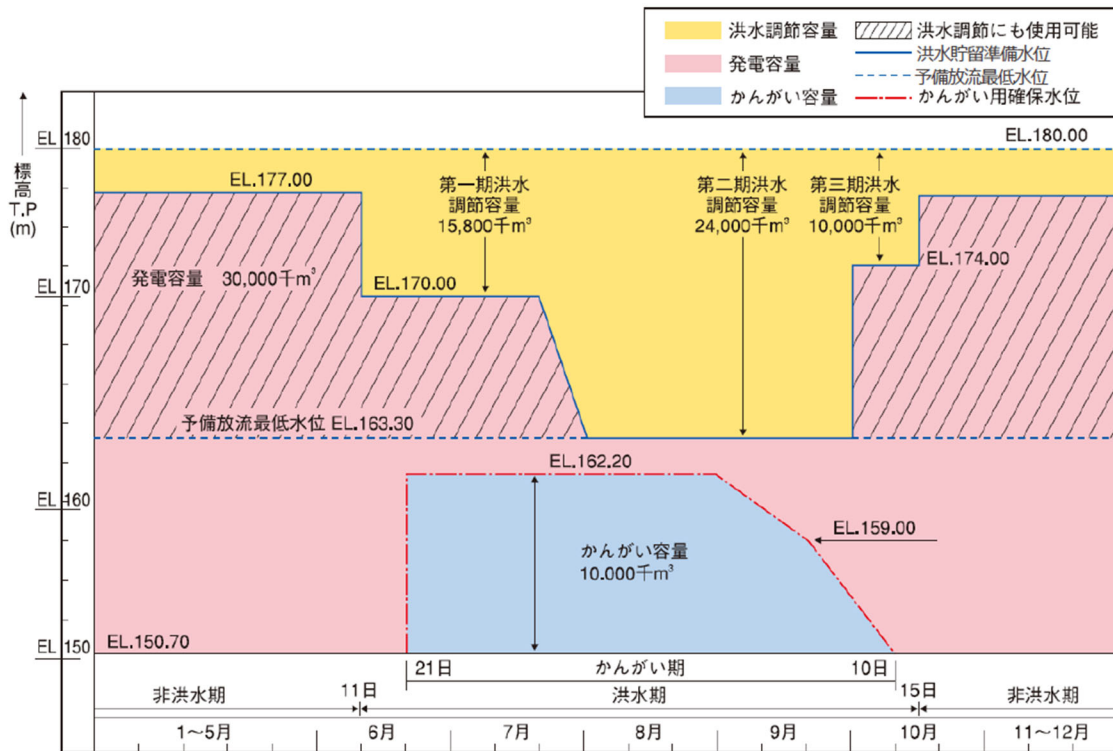 洪水調節容量
洪水調節にも使用可能
発電容量
洪水貯留準備水位
予備放流最低水位
かんがい容量
かんがい用確保水位
標高
T.P
(m)
EL 180
EL 170
EL 160
EL 150
EL.180.00
EL.177.00
第一期洪水
調節容量
15,800千m³
第二期洪水
調節容量
24,000千m³
第三期洪水
調節容量
10,000千m³
発電容量 30,000千m³
EL.170.00
EL.174.00
予備放流最低水位 EL.163.30
EL.162.20
EL.159.00
かんがい容量
10.000千m³
EL.150.70
21日
かんがい期
10日
非洪水期
11日
洪水期
15日
非洪水期
1〜5月
6月
7月
8月
9月
10月
11〜12月